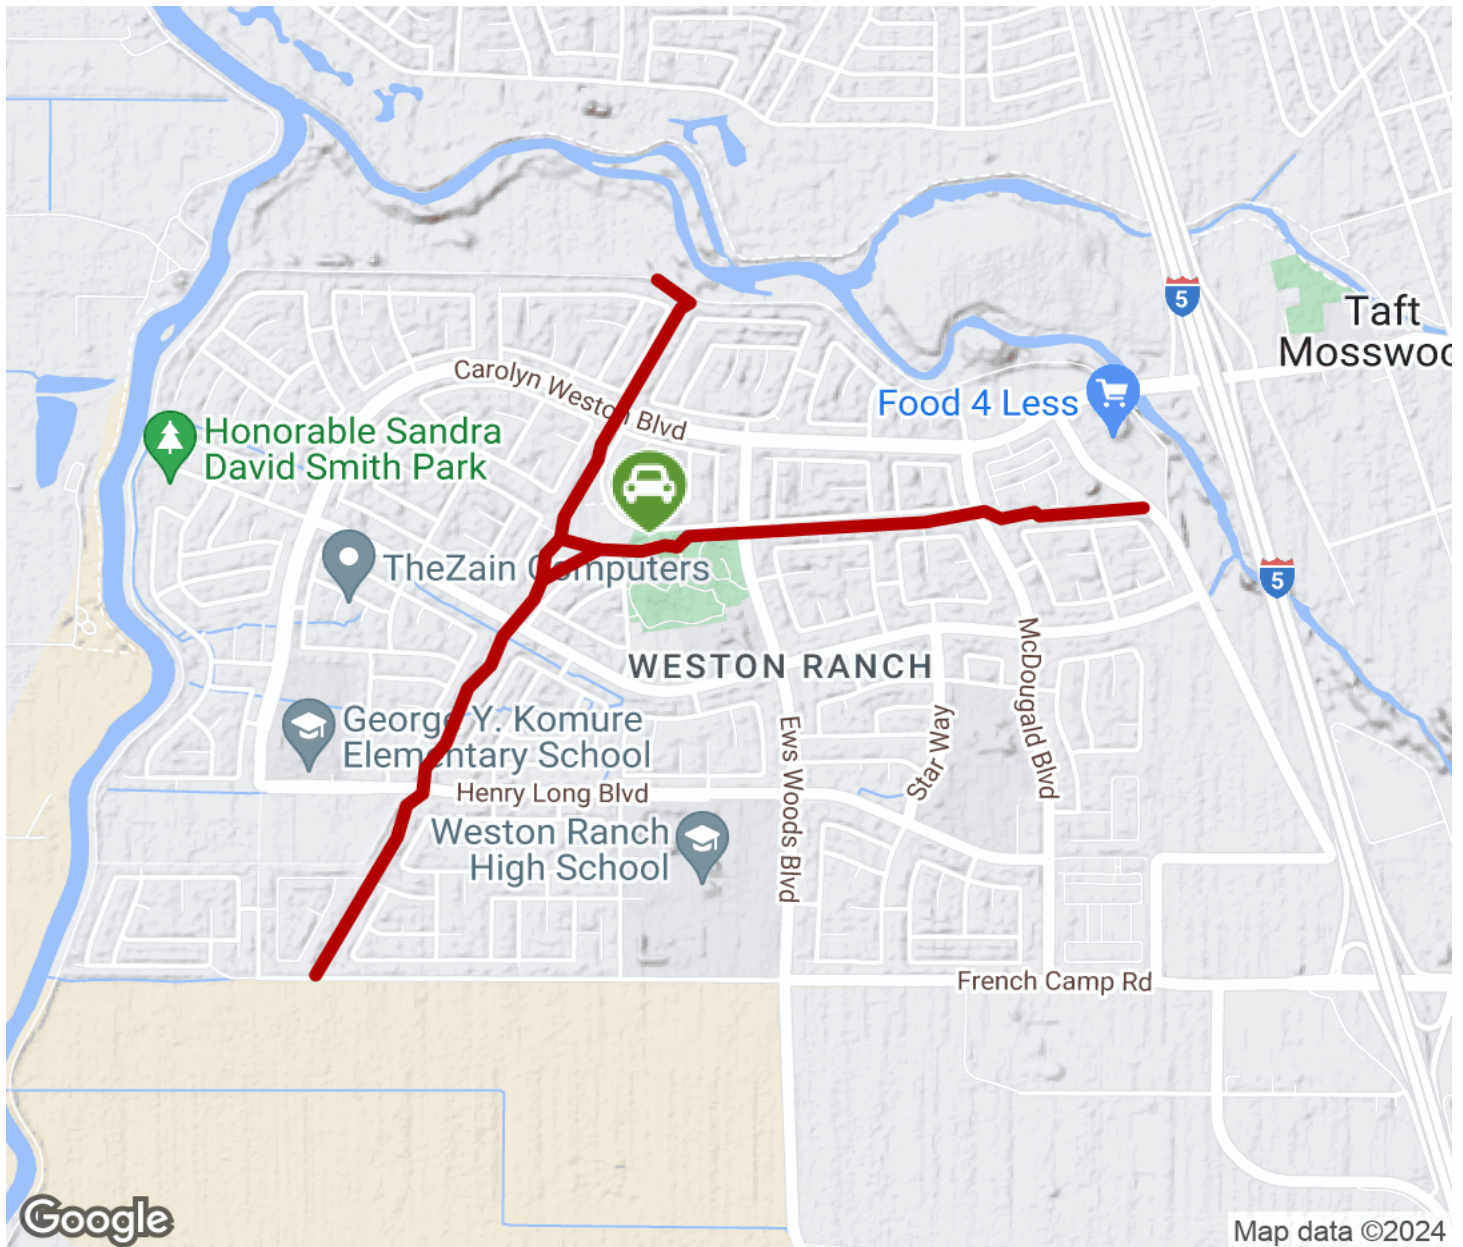 5
Taft
Mosswoo
Carolyn Weston Blvd
Food 4 Less
Honorable Sandra
David Smith Park
TheZain Computers
5
WESTON RANCH
McDougald Blvd
George Y. Komure
Elementary School
Ews Woods Blvd
Star Way
Henry Long Blvd
Weston Ranch
High School
French Camp Rd
Google
Map data ©2024